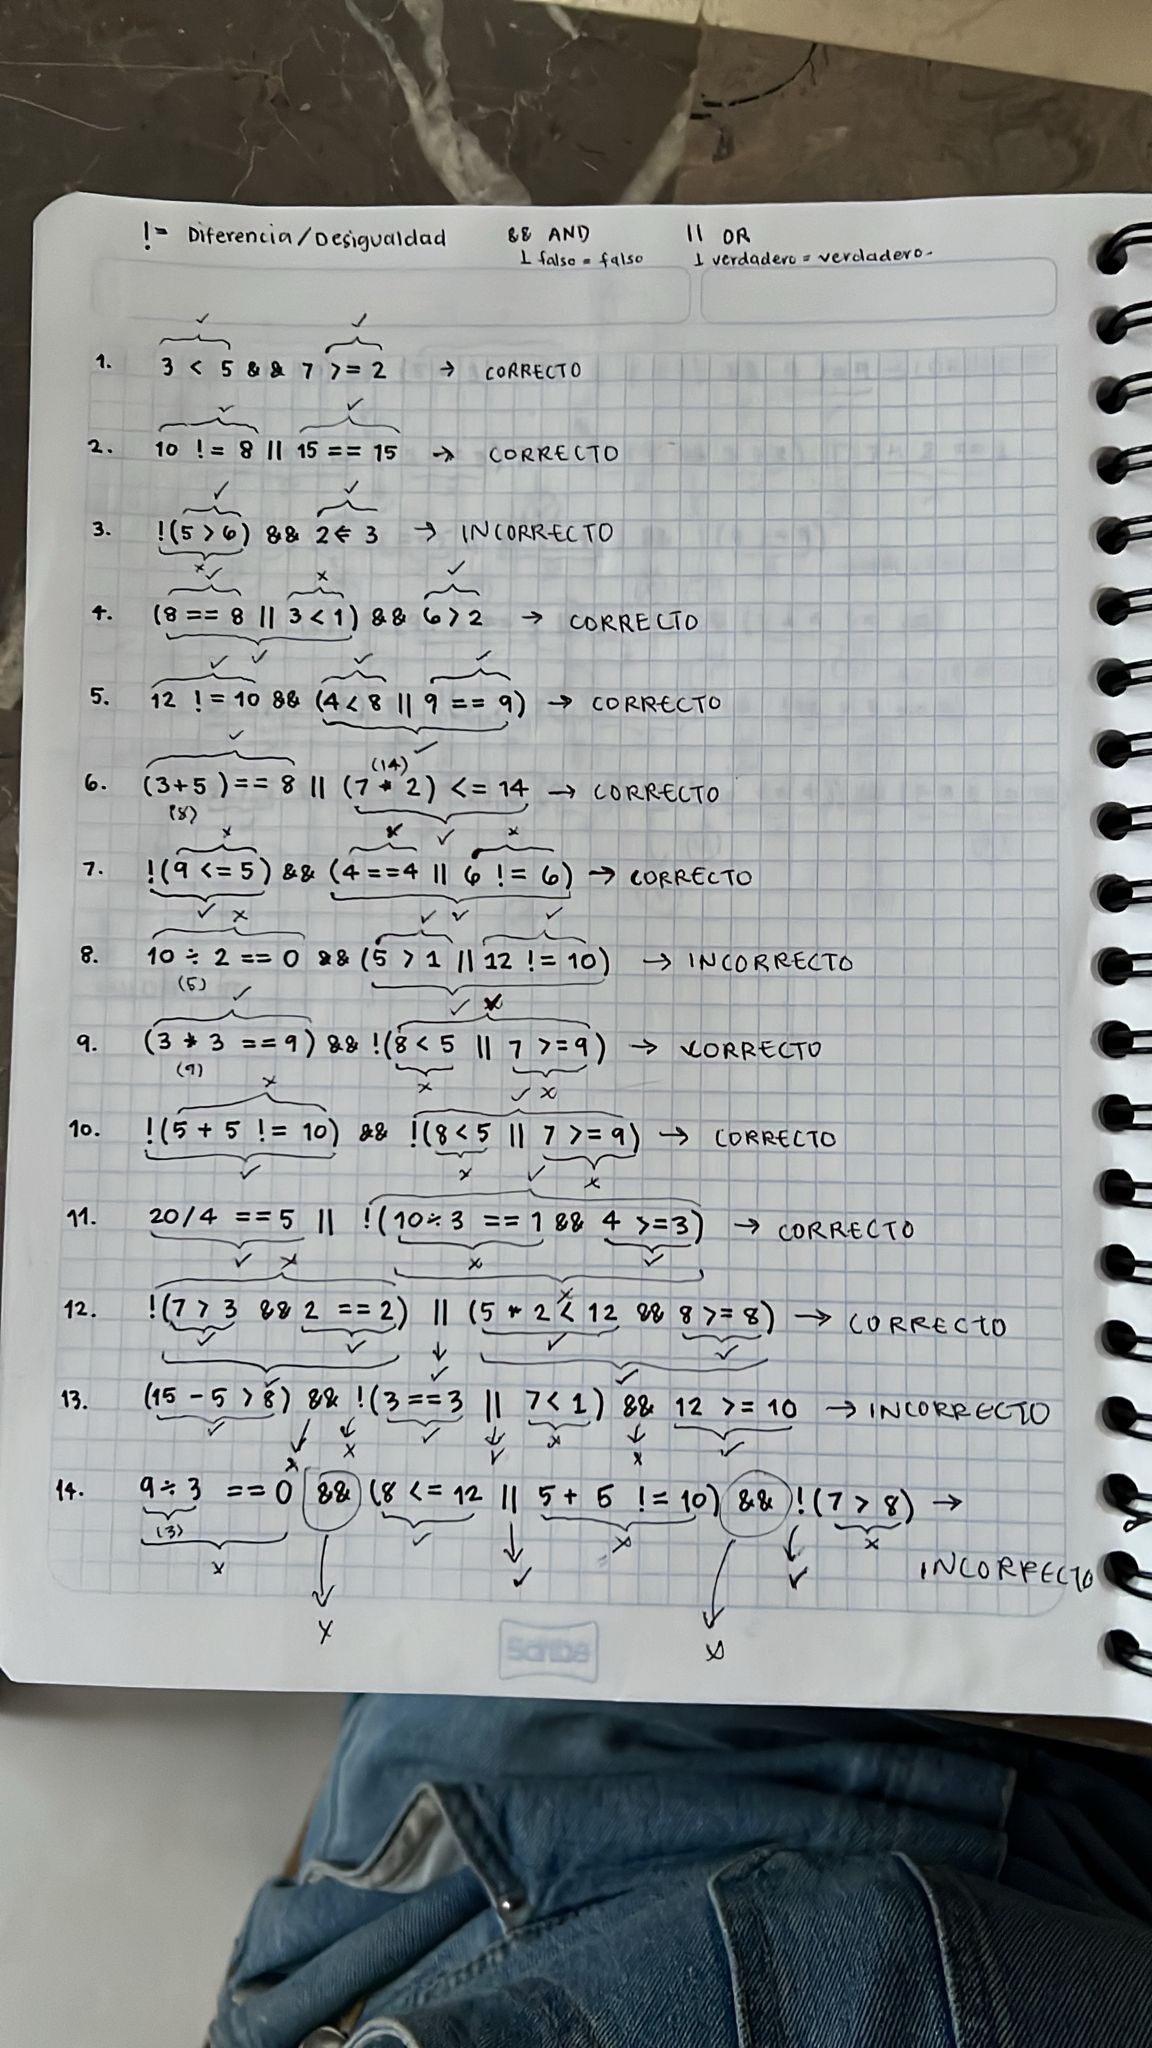 != Diferencia/Desigualdad && AND || OR
1 falso = falso 1 verdadero = verdadero.
✓ ✓
1. 3 < 5 && 7 >= 2 → CORRECTO
✓ ✓
2. 10 != 8 || 15 == 15 → CORRECTO
✓ ✓
3. !(5 > 6) && 2 <= 3 → INCORRECTO
x ✓ x ✓
4. (8 == 8 || 3 < 1) && 6 > 2 → CORRECTO
✓ ✓ ✓ ✓
5. 12 != 10 && (4 < 8 || 9 == 9) → CORRECTO
✓ (14) ✓
6. (3+5) == 8 || (7 * 2) <= 14 → CORRECTO
(8) x x ✓ x
7. !(9 <= 5) && (4 == 4 || 6 != 6) → CORRECTO
✓ x ✓ ✓ ✓
8. 10 ÷ 2 == 0 && (5 > 1 || 12 != 10) → INCORRECTO
(5) ✓ ✓ x
9. (3 * 3 == 9) && !(8 < 5 || 7 >= 9) → CORRECTO
(9) x x ✓ x
10. !(5 + 5 != 10) && !(8 < 5 || 7 >= 9) → CORRECTO
✓ x ✓ x
11. 20/4 == 5 || !(10 ÷ 3 == 1 && 4 >= 3) → CORRECTO
✓ x x x ✓
12. !(7 > 3 && 2 == 2) || (5 * 2 < 12 && 8 >= 8) → CORRECTO
✓ ✓ ↓ ✓ ✓
✓ ✓ ✓
13. (15 - 5 > 8) && !(3 == 3 || 7 < 1) && 12 >= 10 → INCORRECTO
✓ ↓ ↓ ✓ ↓ x ↓ ✓
x x ✓ x
14. 9 ÷ 3 == 0 && (8 <= 12 || 5 + 5 != 10) && !(7 > 8) →
(3) ✓ ↓ x ↓ x
x ✓ ✓ INCORRECTO
x x
Scribe